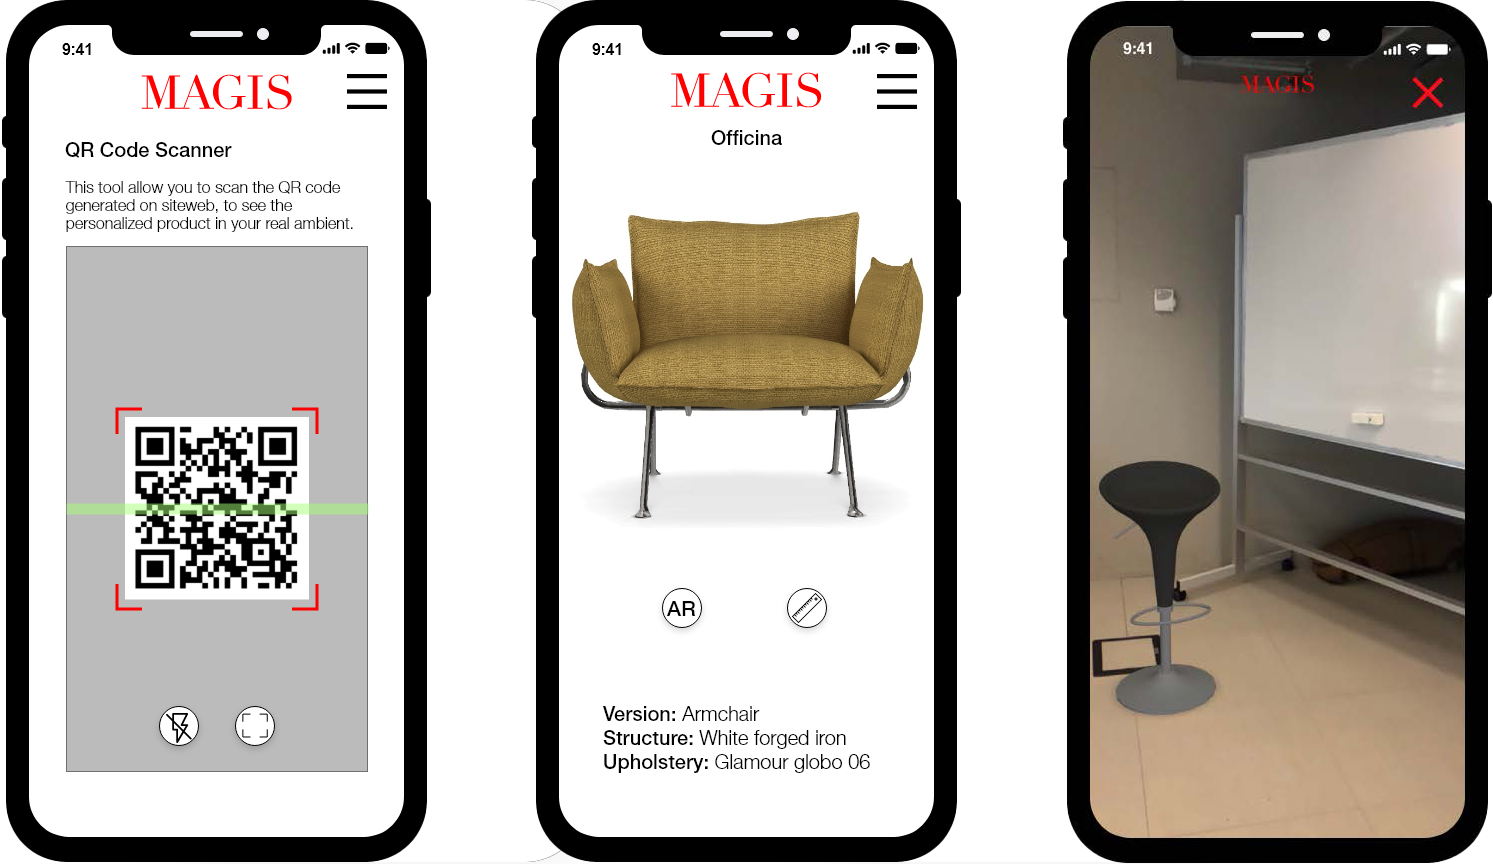 9:41
MAGIS
QR Code Scanner
This tool allow you to scan the QR code
generated on siteweb, to see the
personalized product in your real ambient.
9:41
MAGIS
Officina
AR
Version: Armchair
Structure: White forged iron
Upholstery: Glamour globo 06
9:41
MAGIS